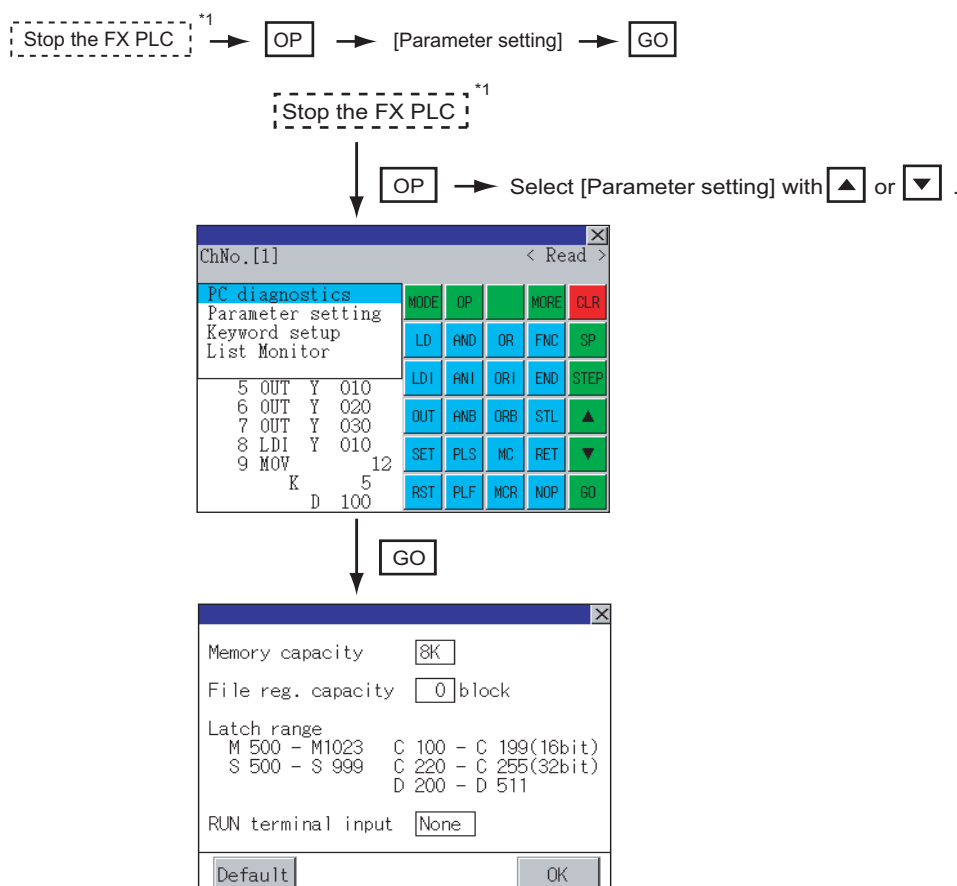 Stop the FX PLC *1 OP [Parameter setting] GO
Stop the FX PLC *1
OP Select [Parameter setting] with ▲ or ▼ .
×
ChNo.[1] < Read >
PC diagnostics
Parameter setting
Keyword setup
List Monitor
5 OUT Y 010
6 OUT Y 020
7 OUT Y 030
8 LDI Y 010
9 MOV 12
K 5
D 100
MODE OP MORE CLR
LD AND OR FNC SP
LDI ANI ORI END STEP
OUT ANB ORB STL ▲
SET PLS MC RET ▼
RST PLF MCR NOP GO
GO
×
Memory capacity 8K
File reg. capacity 0 block
Latch range
M 500 - M1023 C 100 - C 199(16bit)
S 500 - S 999 C 220 - C 255(32bit)
D 200 - D 511
RUN terminal input None
Default OK